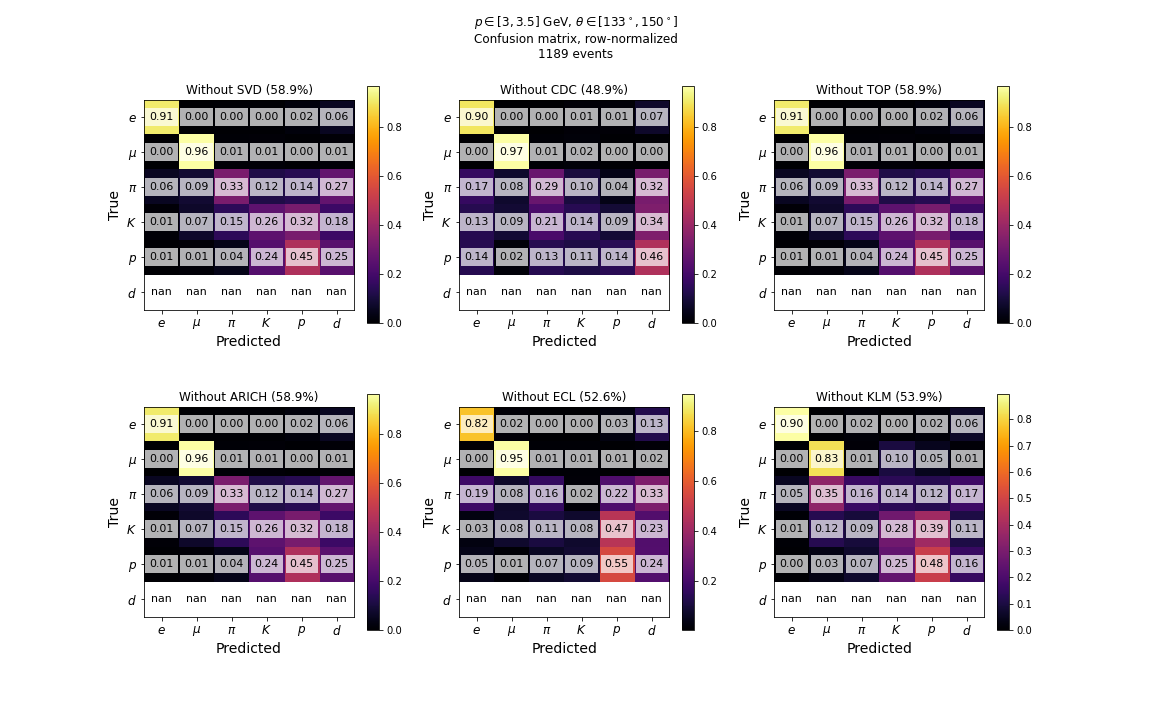 p ∈ [3, 3.5] GeV, θ ∈ [133°, 150°]
Confusion matrix, row-normalized
1189 events
Without SVD (58.9%)
e 0.91 0.00 0.00 0.00 0.02 0.06
μ 0.00 0.96 0.01 0.01 0.00 0.01
π 0.06 0.09 0.33 0.12 0.14 0.27
K 0.01 0.07 0.15 0.26 0.32 0.18
p 0.01 0.01 0.04 0.24 0.45 0.25
d nan nan nan nan nan nan
e μ π K p d
True
Predicted
0.8
0.6
0.4
0.2
0.0
Without CDC (48.9%)
e 0.90 0.00 0.00 0.01 0.01 0.07
μ 0.00 0.97 0.01 0.02 0.00 0.00
π 0.17 0.08 0.29 0.10 0.04 0.32
K 0.13 0.09 0.21 0.14 0.09 0.34
p 0.14 0.02 0.13 0.11 0.14 0.46
d nan nan nan nan nan nan
e μ π K p d
True
Predicted
0.8
0.6
0.4
0.2
0.0
Without TOP (58.9%)
e 0.91 0.00 0.00 0.00 0.02 0.06
μ 0.00 0.96 0.01 0.01 0.00 0.01
π 0.06 0.09 0.33 0.12 0.14 0.27
K 0.01 0.07 0.15 0.26 0.32 0.18
p 0.01 0.01 0.04 0.24 0.45 0.25
d nan nan nan nan nan nan
e μ π K p d
True
Predicted
0.8
0.6
0.4
0.2
0.0
Without ARICH (58.9%)
e 0.91 0.00 0.00 0.00 0.02 0.06
μ 0.00 0.96 0.01 0.01 0.00 0.01
π 0.06 0.09 0.33 0.12 0.14 0.27
K 0.01 0.07 0.15 0.26 0.32 0.18
p 0.01 0.01 0.04 0.24 0.45 0.25
d nan nan nan nan nan nan
e μ π K p d
True
Predicted
0.8
0.6
0.4
0.2
0.0
Without ECL (52.6%)
e 0.82 0.02 0.00 0.00 0.03 0.13
μ 0.00 0.95 0.01 0.01 0.01 0.02
π 0.19 0.08 0.16 0.02 0.22 0.33
K 0.03 0.08 0.11 0.08 0.47 0.23
p 0.05 0.01 0.07 0.09 0.55 0.24
d nan nan nan nan nan nan
e μ π K p d
True
Predicted
0.8
0.6
0.4
0.2
Without KLM (53.9%)
e 0.90 0.00 0.00 0.00 0.02 0.06
μ 0.00 0.83 0.01 0.10 0.05 0.01
π 0.05 0.35 0.16 0.14 0.12 0.17
K 0.01 0.12 0.09 0.28 0.39 0.11
p 0.00 0.03 0.07 0.25 0.48 0.16
d nan nan nan nan nan nan
e μ π K p d
True
Predicted
0.8
0.7
0.6
0.5
0.4
0.3
0.2
0.1
0.0